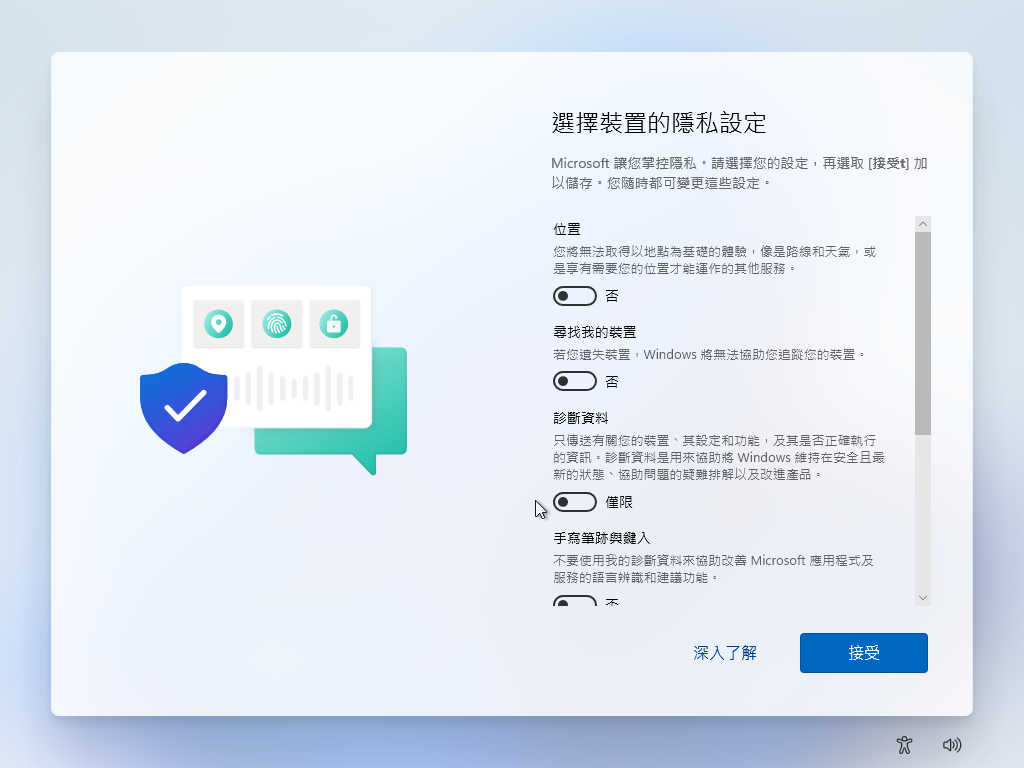 選擇裝置的隱私設定
Microsoft 讓您掌控隱私。請選擇您的設定，再選取 [接受t] 加
以儲存。您隨時都可變更這些設定。
位置
您將無法取得以地點為基礎的體驗，像是路線和天氣，或
是享有需要您的位置才能運作的其他服務。
否
尋找我的裝置
若您遺失裝置，Windows 將無法協助您追蹤您的裝置。
否
診斷資料
只傳送有關您的裝置、其設定和功能，及其是否正確執行
的資訊。診斷資料是用來協助將 Windows 維持在安全且最
新的狀態、協助問題的疑難排解以及改進產品。
僅限
手寫筆跡與鍵入
不要使用我的診斷資料來協助改善 Microsoft 應用程式及
服務的語言辨識和建議功能。
否
深入了解
接受